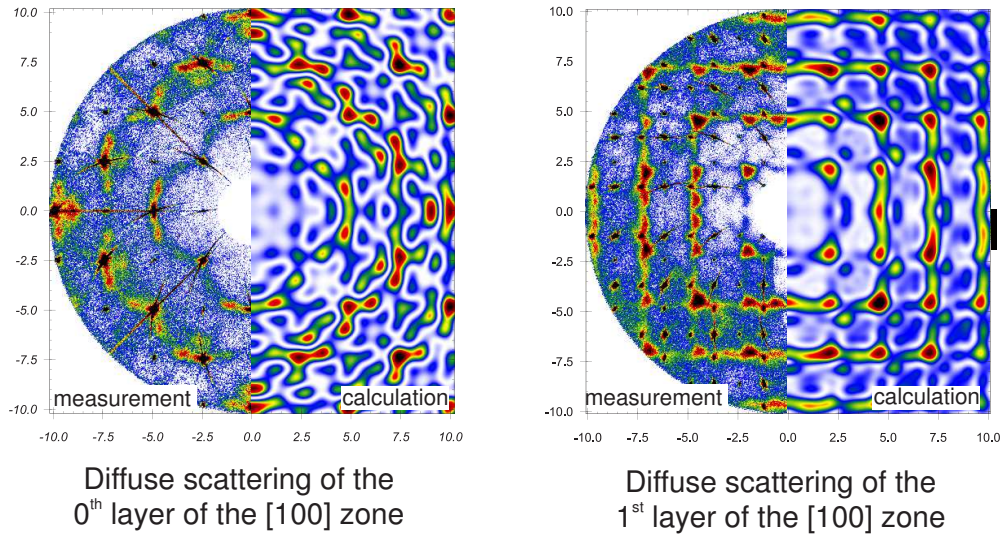 10.0
7.5
5.0
2.5
0.0
-2.5
-5.0
-7.5
-10.0
measurement
calculation
-10.0 -7.5 -5.0 -2.5 0.0 2.5 5.0 7.5 10.0
Diffuse scattering of the
0th layer of the [100] zone
10.0
7.5
5.0
2.5
0.0
-2.5
-5.0
-7.5
-10.0
measurement
calculation
-10.0 -7.5 -5.0 -2.5 0.0 2.5 5.0 7.5 10.0
Diffuse scattering of the
1st layer of the [100] zone